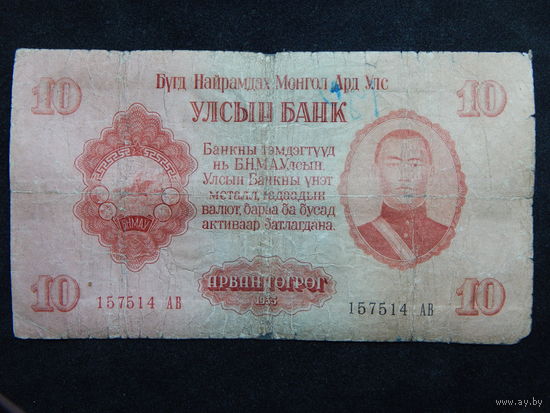 10 Бүгд Найрамдах Монгол Ард Улс 10
УЛСЫН БАНК
Банкны тэмдэгтүүд
нь Б.Н.М.А.Улсын.
Улсын Банкны үнэт
металл, гадаадын
валют, бараа ба бусад
активаар батлагдана.
БНМАУ
АРВАН ТӨГРӨГ
1955
10 157514 АВ 157514 АВ 10
www.ay.by